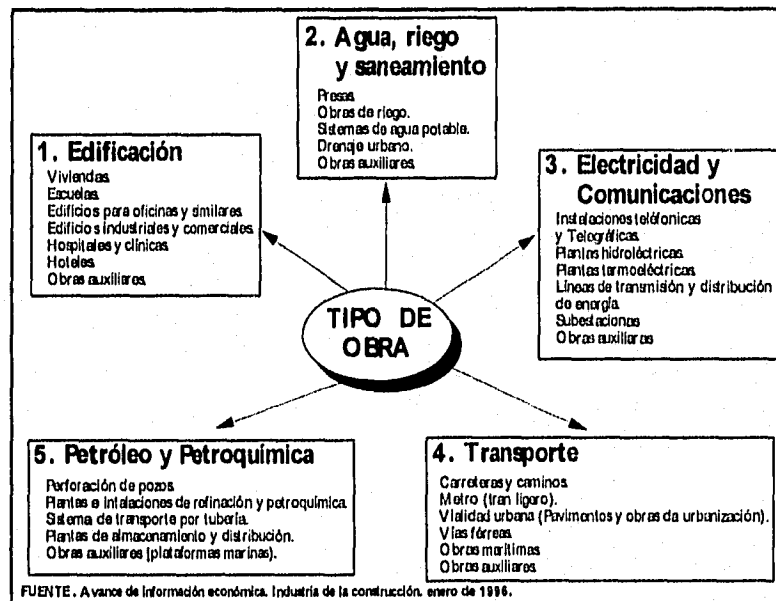 TIPO DE
OBRA
1. Edificación
Viviendas
Escuelas
Edificios para oficinas y similares
Edificios industriales y comerciales
Hospitales y clínicas
Hoteles
Obras auxiliares
2. Agua, riego
y saneamiento
Presas
Obras de riego.
Sistemas de agua potable.
Drenaje urbano.
Obras auxiliares
3. Electricidad y
Comunicaciones
Instalaciones teléfonicas
y Telegráficas
Plantas hidroléctricas
Plantas termoeléctricas
Líneas de transmisión y distribución
de energía.
Subestaciones
Obras auxiliares
4. Transporte
Carreteras y caminos
Metro (tren ligero).
Vialidad urbana (Pavimentos y obras de urbanización).
Vías férreas
Obras marítimas
Obras auxiliares
5. Petróleo y Petroquímica
Perforación de pozos
Plantas e intalaciones de refinación y petroquímica
Sistema de transporte por tubería.
Plantas de almacenamiento y distribución.
Obras auxiliares (plataformas marinas).
FUENTE. Avance de Información económica. Industria de la construcción. enero de 1996.